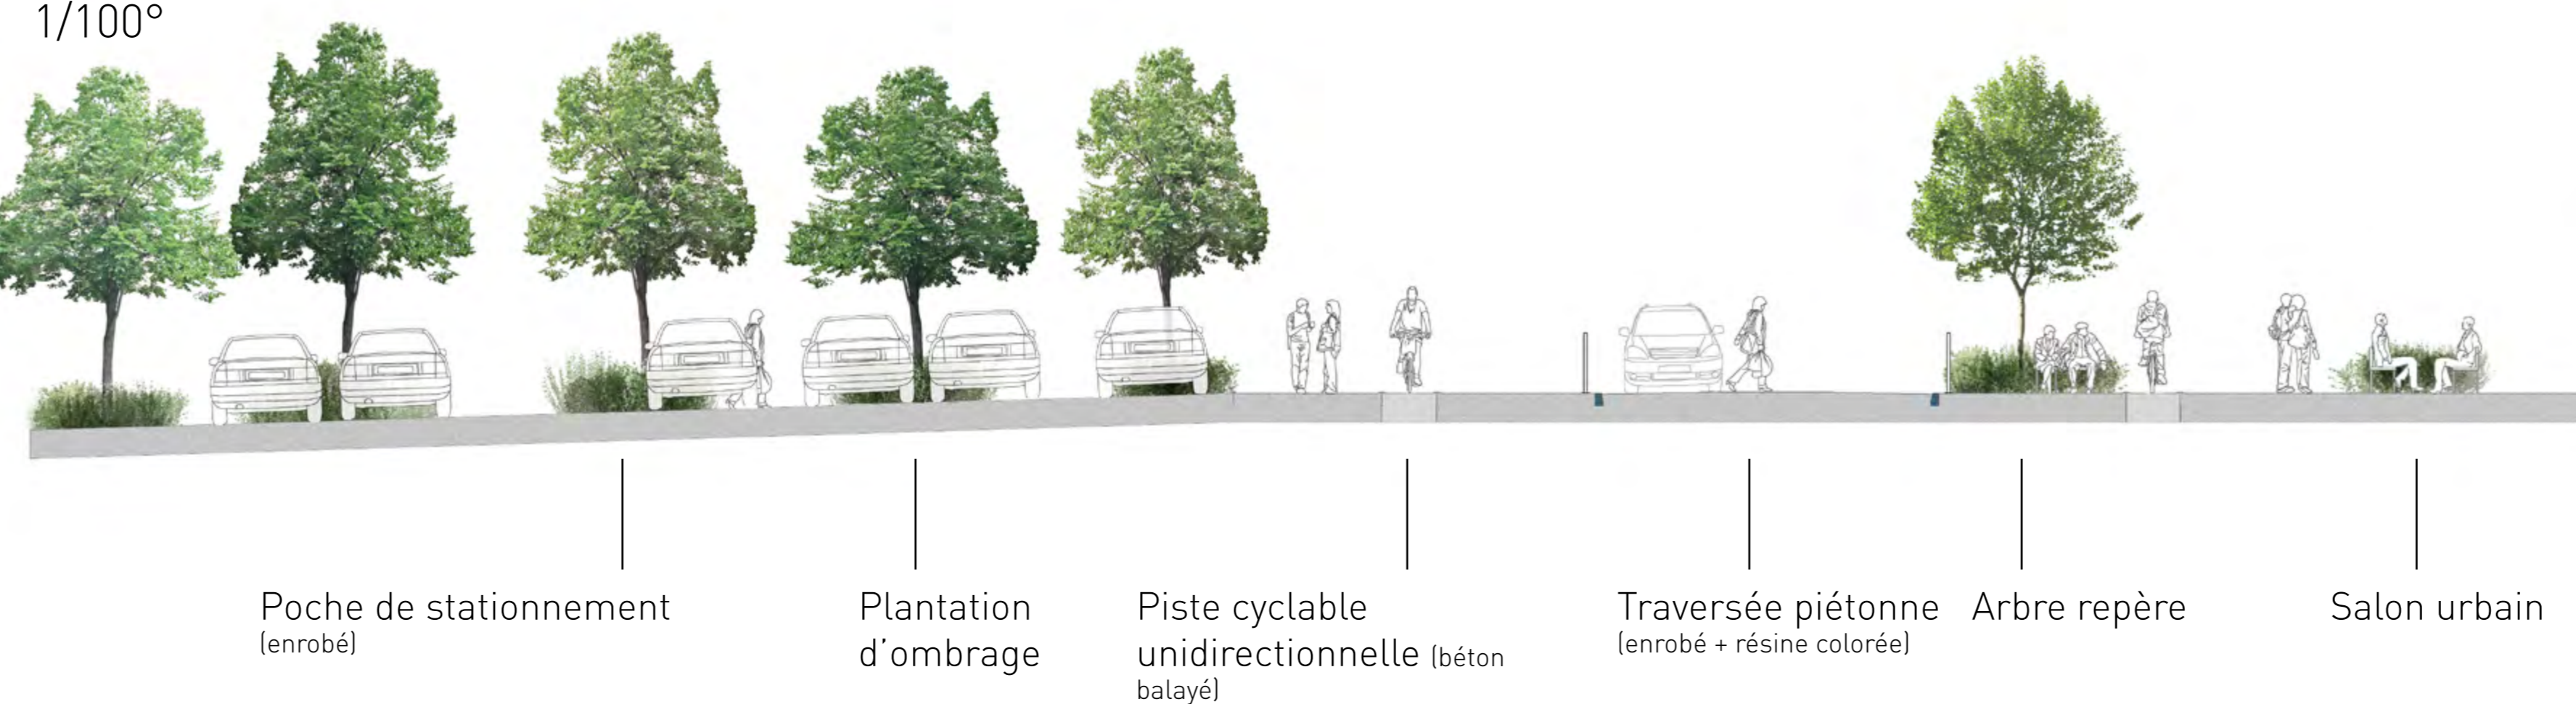 1/100°
Poche de stationnement
(enrobé)
Plantation
d'ombrage
Piste cyclable
unidirectionnelle (béton
balayé)
Traversée piétonne
(enrobé + résine colorée)
Arbre repère
Salon urbain